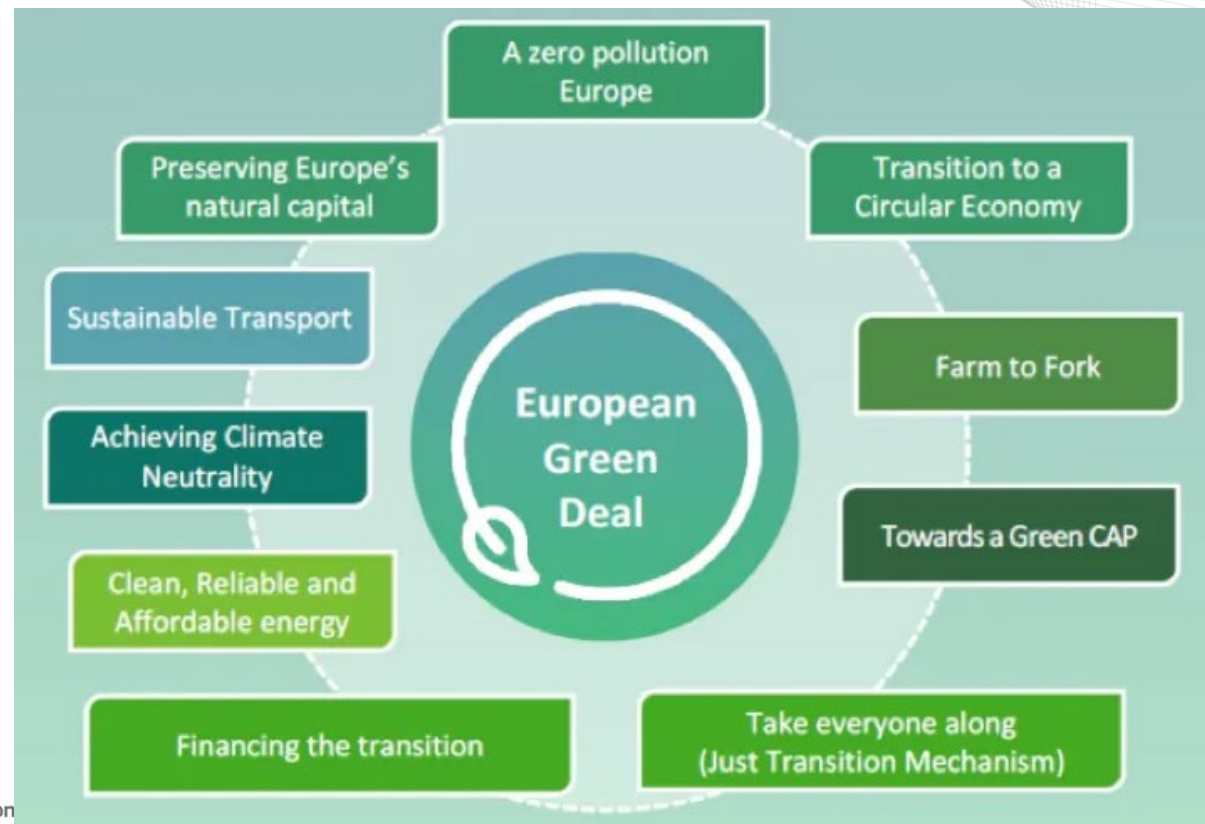 A zero pollution
Europe
Preserving Europe's
natural capital
Transition to a
Circular Economy
Sustainable Transport
Farm to Fork
European
Green
Deal
Achieving Climate
Neutrality
Towards a Green CAP
Clean, Reliable and
Affordable energy
Financing the transition
Take everyone along
(Just Transition Mechanism)